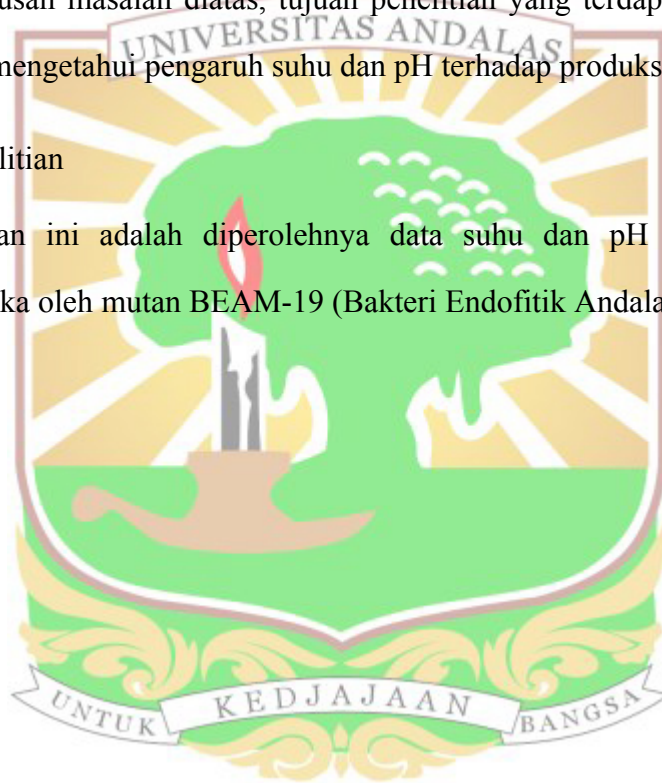 usan masalah diatas, tujuan penelitian yang terdap
UNIVERSITAS ANDALAS
mengetahui pengaruh suhu dan pH terhadap produks
litian
an ini adalah diperolehnya data suhu dan pH
ka oleh mutan BEAM-19 (Bakteri Endofitik Andala
UNTUK KEDJAJAAN BANGSA